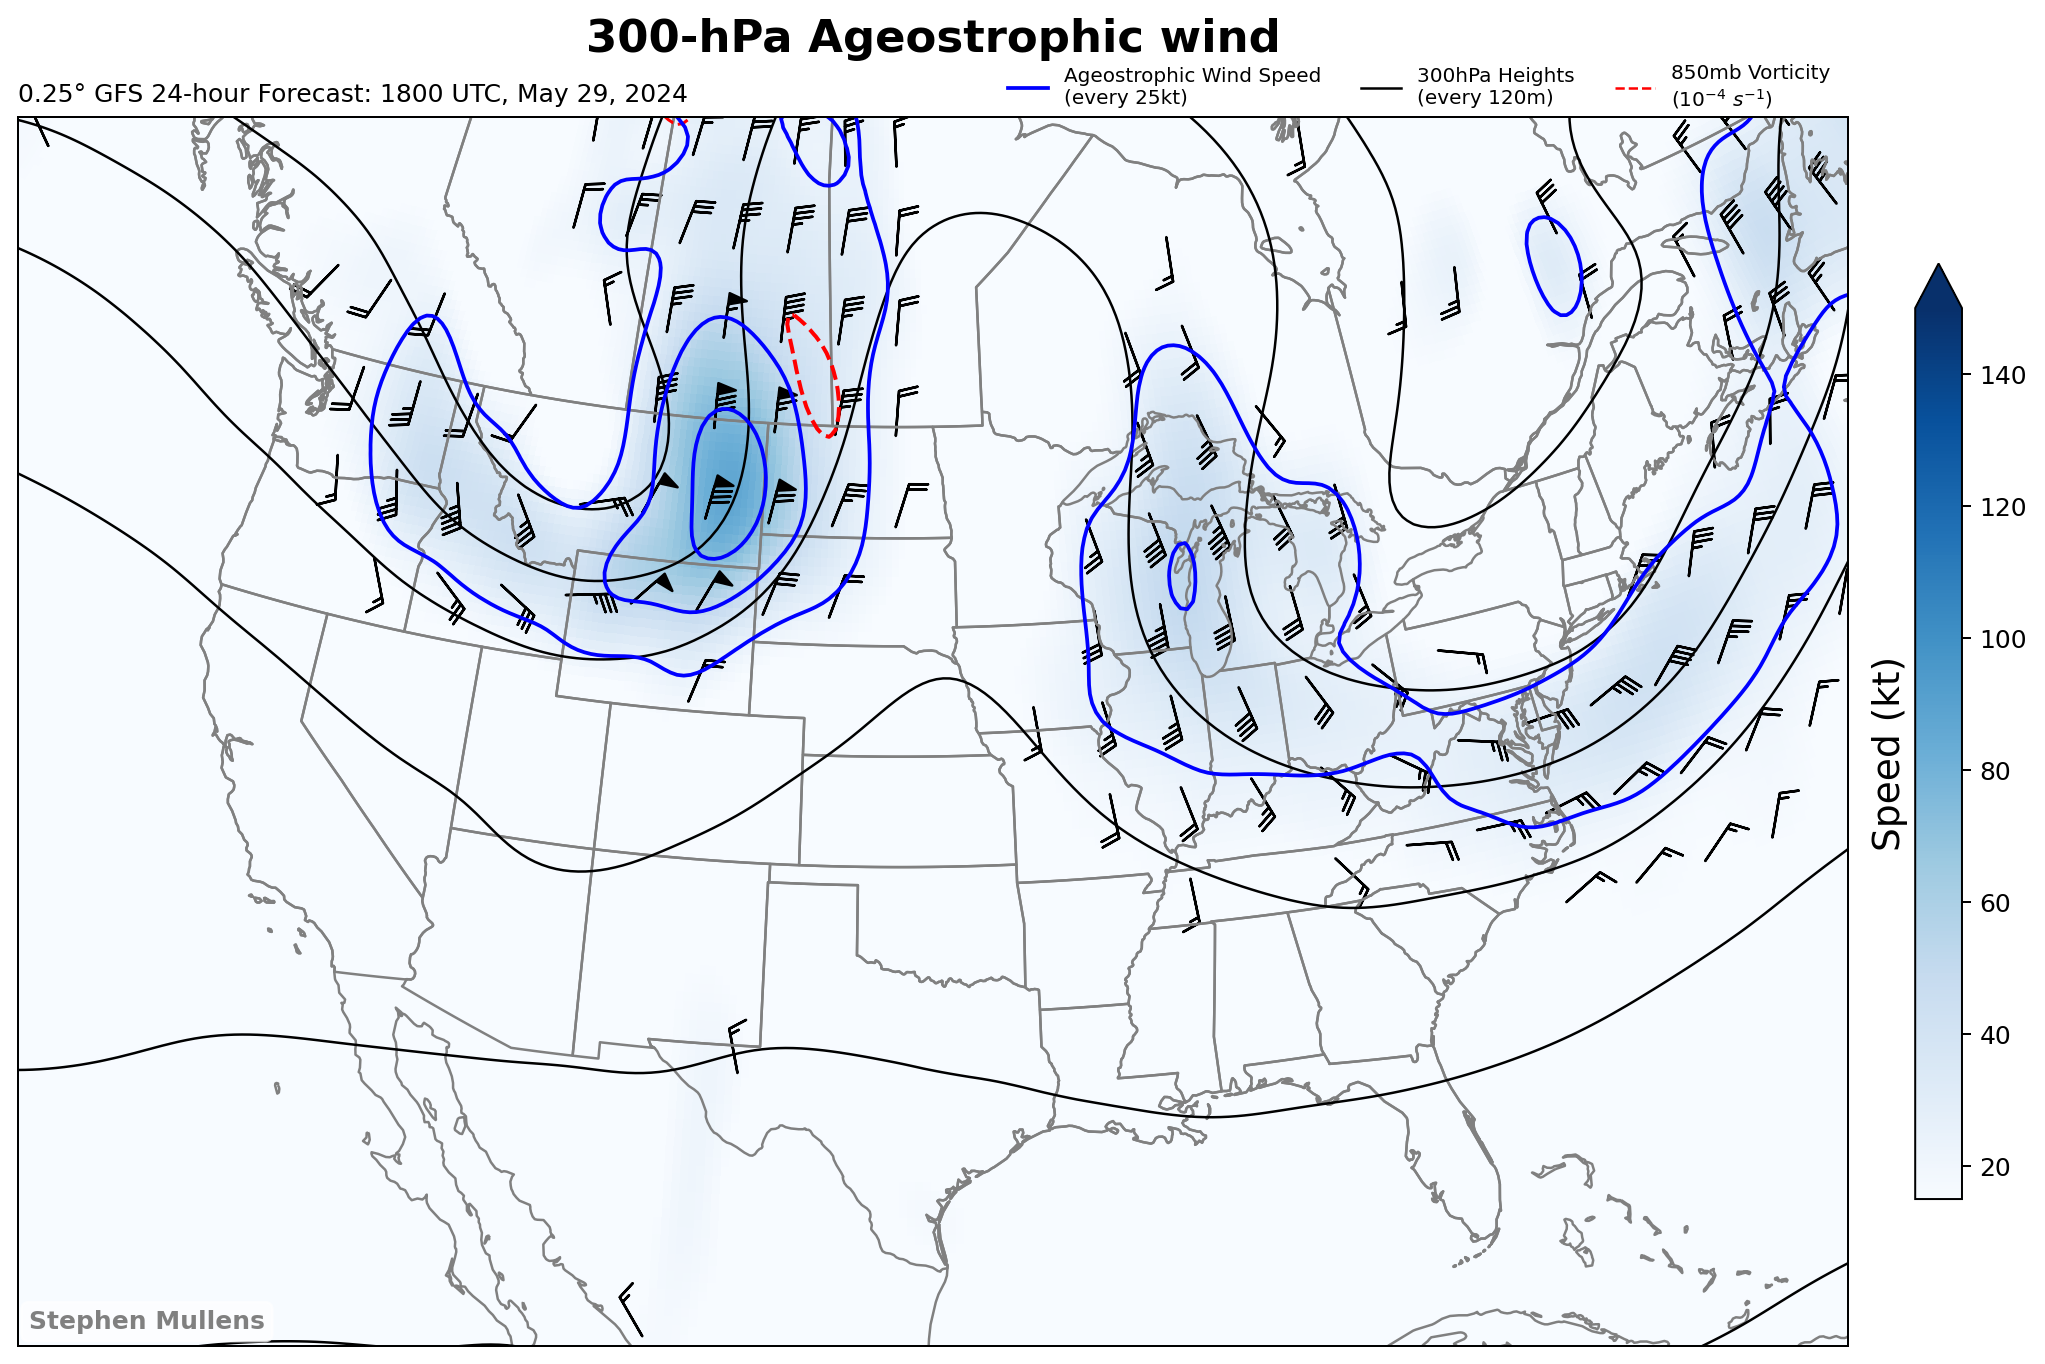 300-hPa Ageostrophic wind
0.25° GFS 24-hour Forecast: 1800 UTC, May 29, 2024
Ageostrophic Wind Speed
(every 25kt)
300hPa Heights
(every 120m)
850mb Vorticity
(10⁻⁴ s⁻¹)
140
120
100
80
60
40
20
Speed (kt)
Stephen Mullens